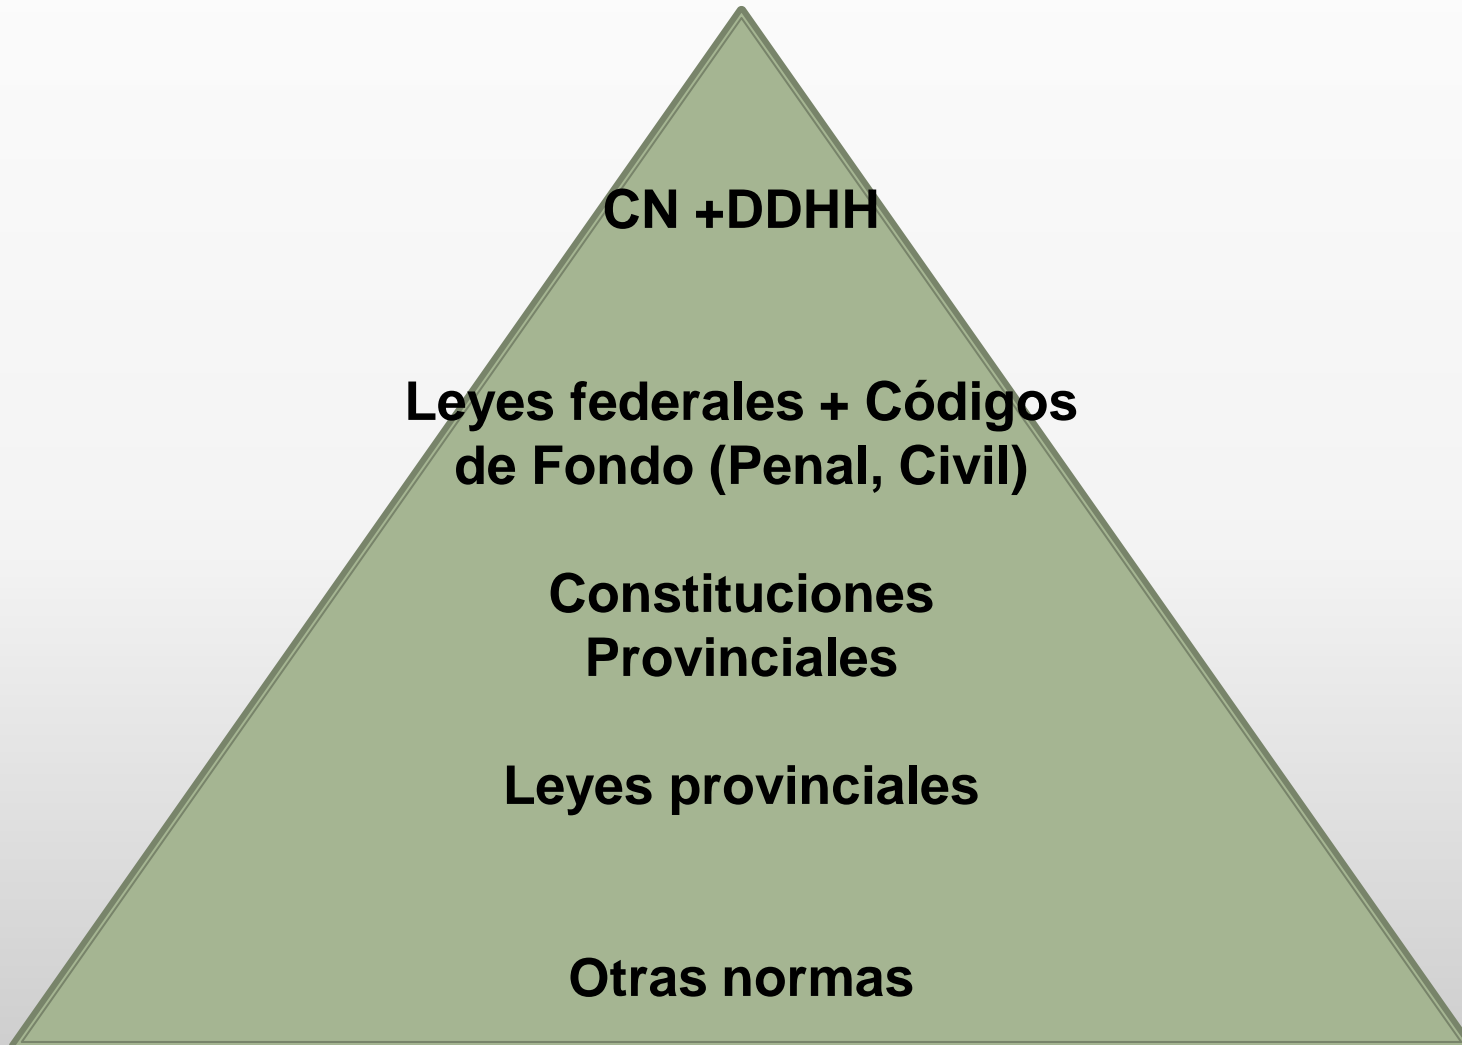 CN +DDHH
Leyes federales + Códigos
de Fondo (Penal, Civil)
Constituciones
Provinciales
Leyes provinciales
Otras normas